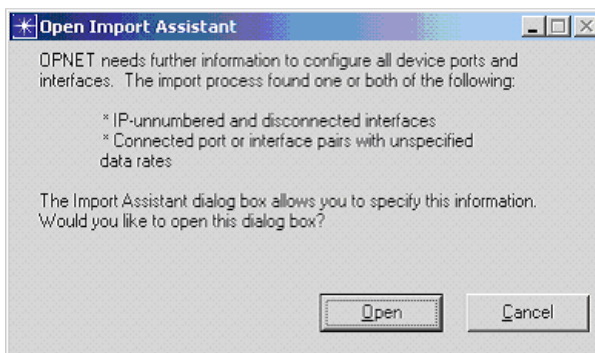 Open Import Assistant
OPNET needs further information to configure all device ports and
interfaces. The import process found one or both of the following:
* IP-unnumbered and disconnected interfaces
* Connected port or interface pairs with unspecified
data rates
The Import Assistant dialog box allows you to specify this information.
Would you like to open this dialog box?
Open Cancel